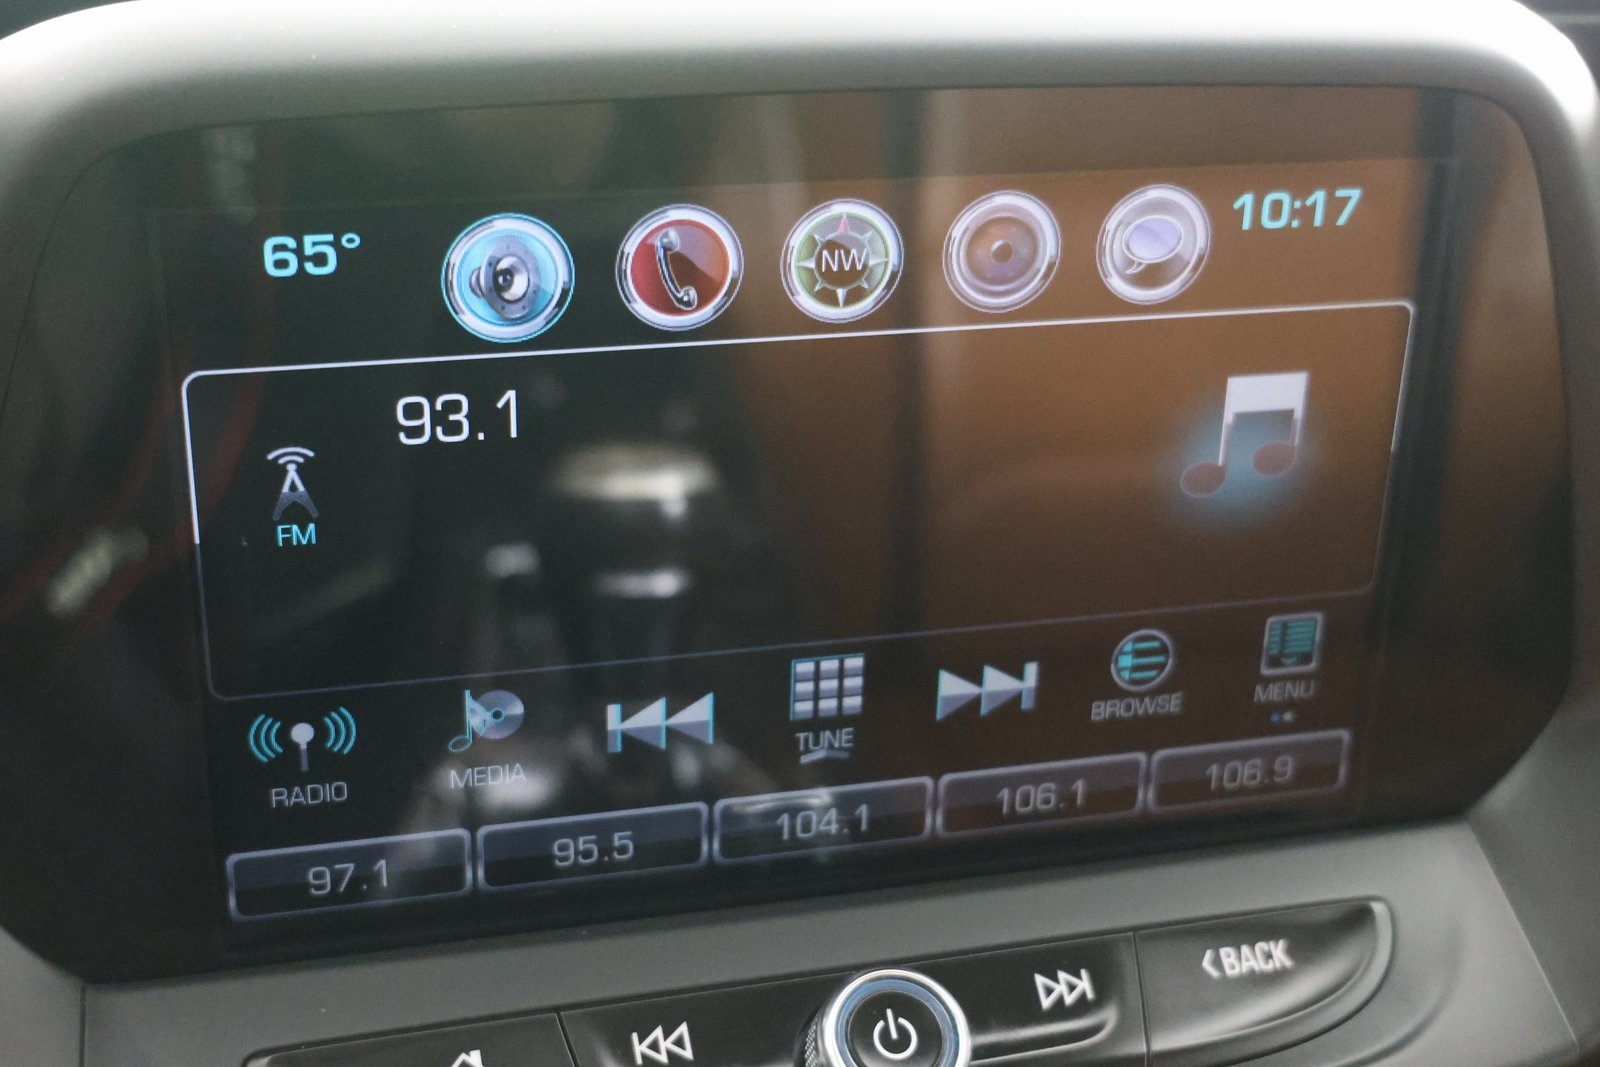 65°
NW
10:17
93.1
FM
RADIO
MEDIA
TUNE
BROWSE
MENU
97.1
95.5
104.1
106.1
106.9
<BACK